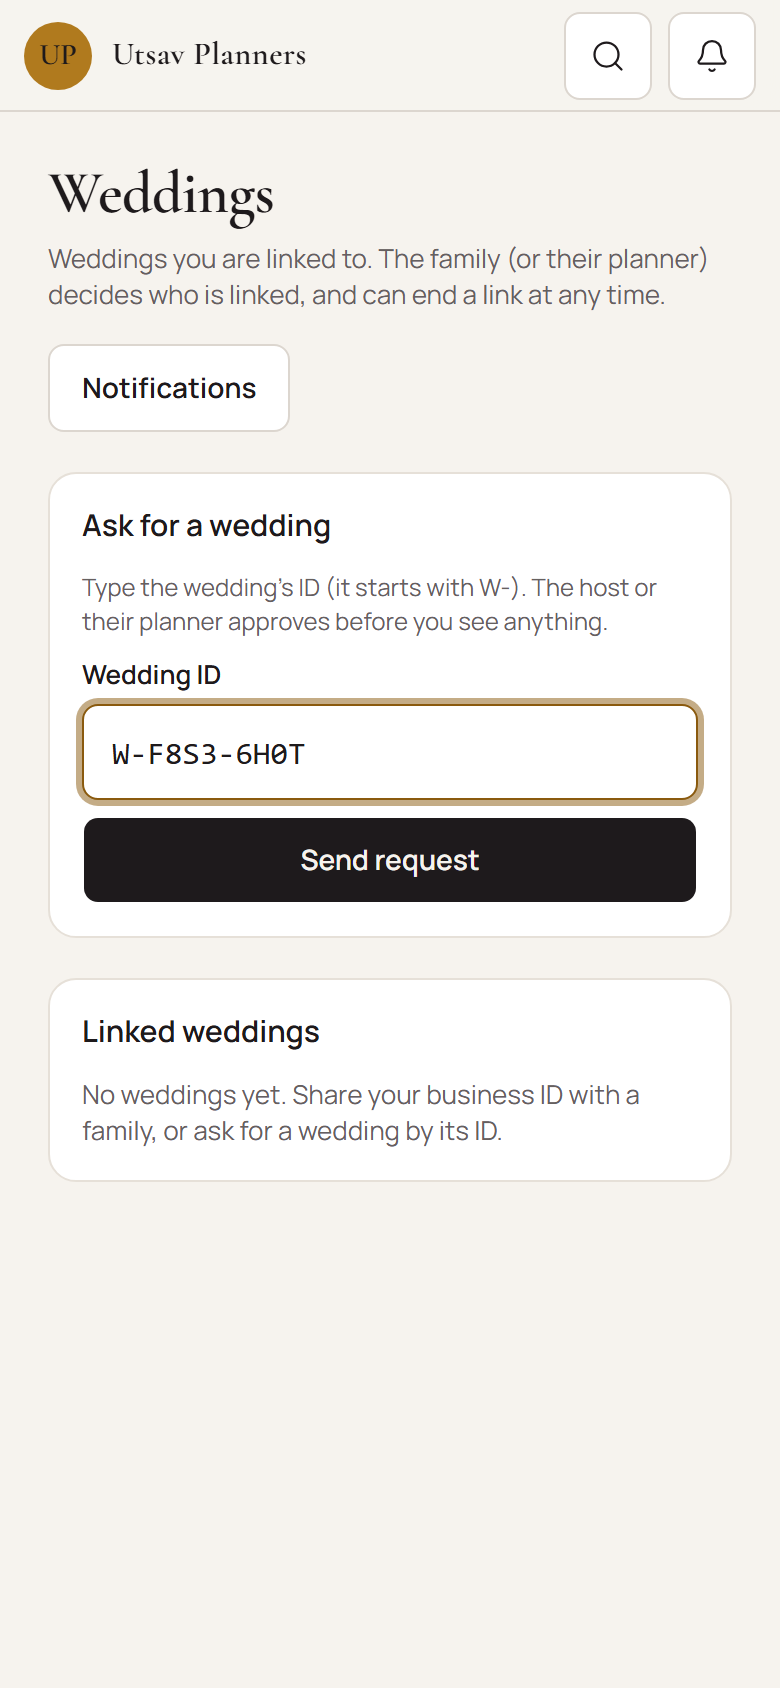 UP Utsav Planners
Weddings
Weddings you are linked to. The family (or their planner)
decides who is linked, and can end a link at any time.
Notifications
Ask for a wedding
Type the wedding’s ID (it starts with W-). The host or
their planner approves before you see anything.
Wedding ID
W-F8S3-6H0T
Send request
Linked weddings
No weddings yet. Share your business ID with a
family, or ask for a wedding by its ID.